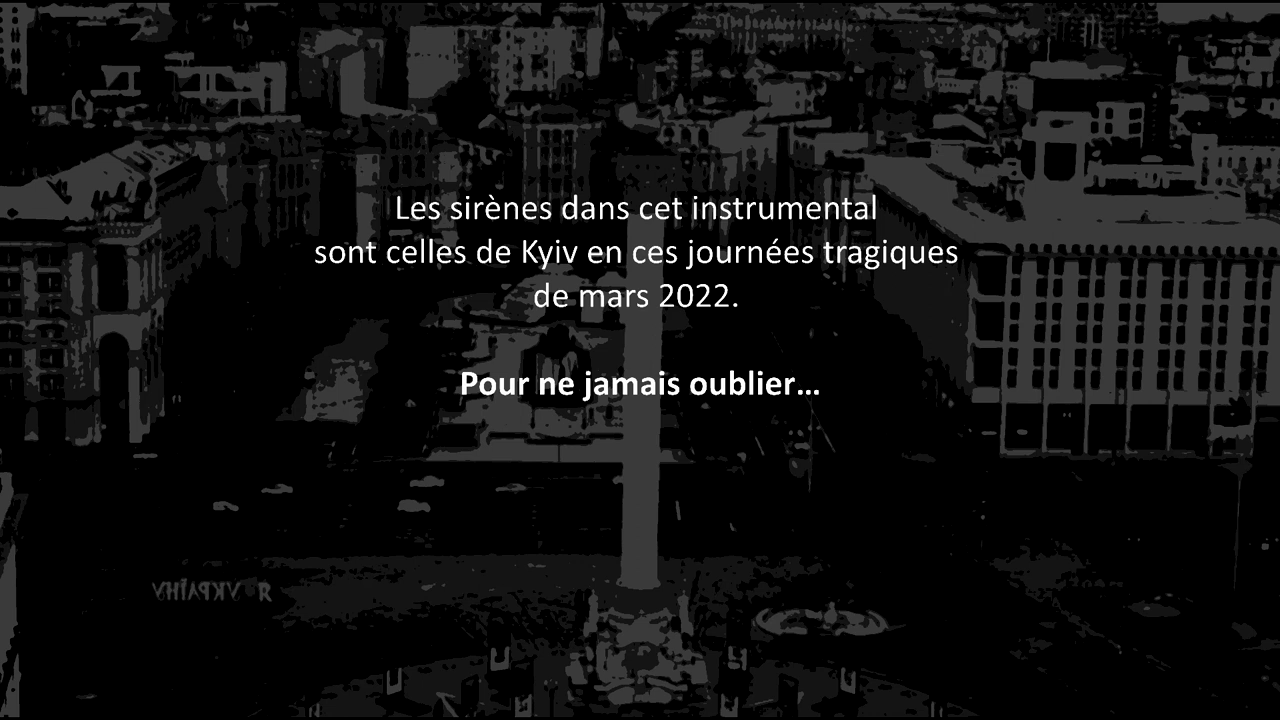 Les sirènes dans cet instrumental
sont celles de Kyiv en ces journées tragiques
de mars 2022.
Pour ne jamais oublier…
Я УКРАЇНУ